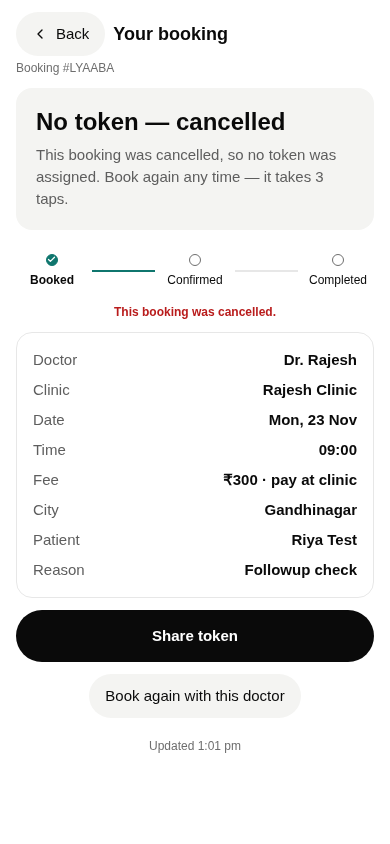 Back
Your booking
Booking #LYAABA
No token — cancelled
This booking was cancelled, so no token was
assigned. Book again any time — it takes 3
taps.
Booked
Confirmed
Completed
This booking was cancelled.
Doctor Dr. Rajesh
Clinic Rajesh Clinic
Date Mon, 23 Nov
Time 09:00
Fee ₹300 · pay at clinic
City Gandhinagar
Patient Riya Test
Reason Followup check
Share token
Book again with this doctor
Updated 1:01 pm